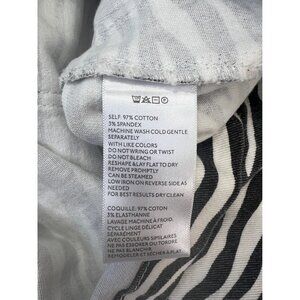 SELF: 97% COTTON
3% SPANDEX
MACHINE WASH COLD GENTLE
SEPARATELY
WITH LIKE COLORS
DO NOT WRING OR TWIST
DO NOT BLEACH
RESHAPE & LAY FLAT TO DRY
REMOVE PROMPTLY
CAN BE STEAMED
LOW IRON ON REVERSE SIDE AS
NEEDED
FOR BEST RESULTS DRY CLEAN
COQUILLE: 97% COTON
3% ELASTHANNE
LAVAGE MACHINE À FROID.
CYCLE LINGE DÉLICAT
SÉPARÉMENT
AVEC COULEURS SIMILAIRES
NE PAS ESSORER OU TORDRE
NE PAS JAVELLISER
REMODELER ET SÉCHER À PLAT